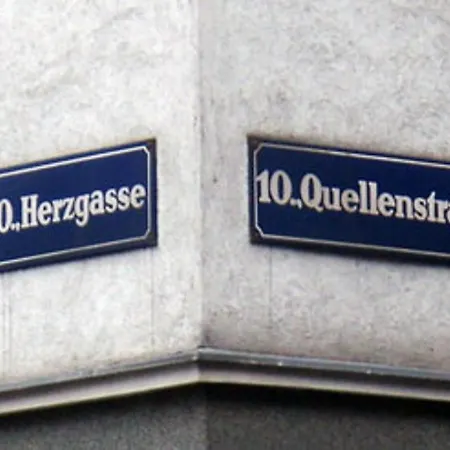 0., Herzgasse
10., Quellenstra